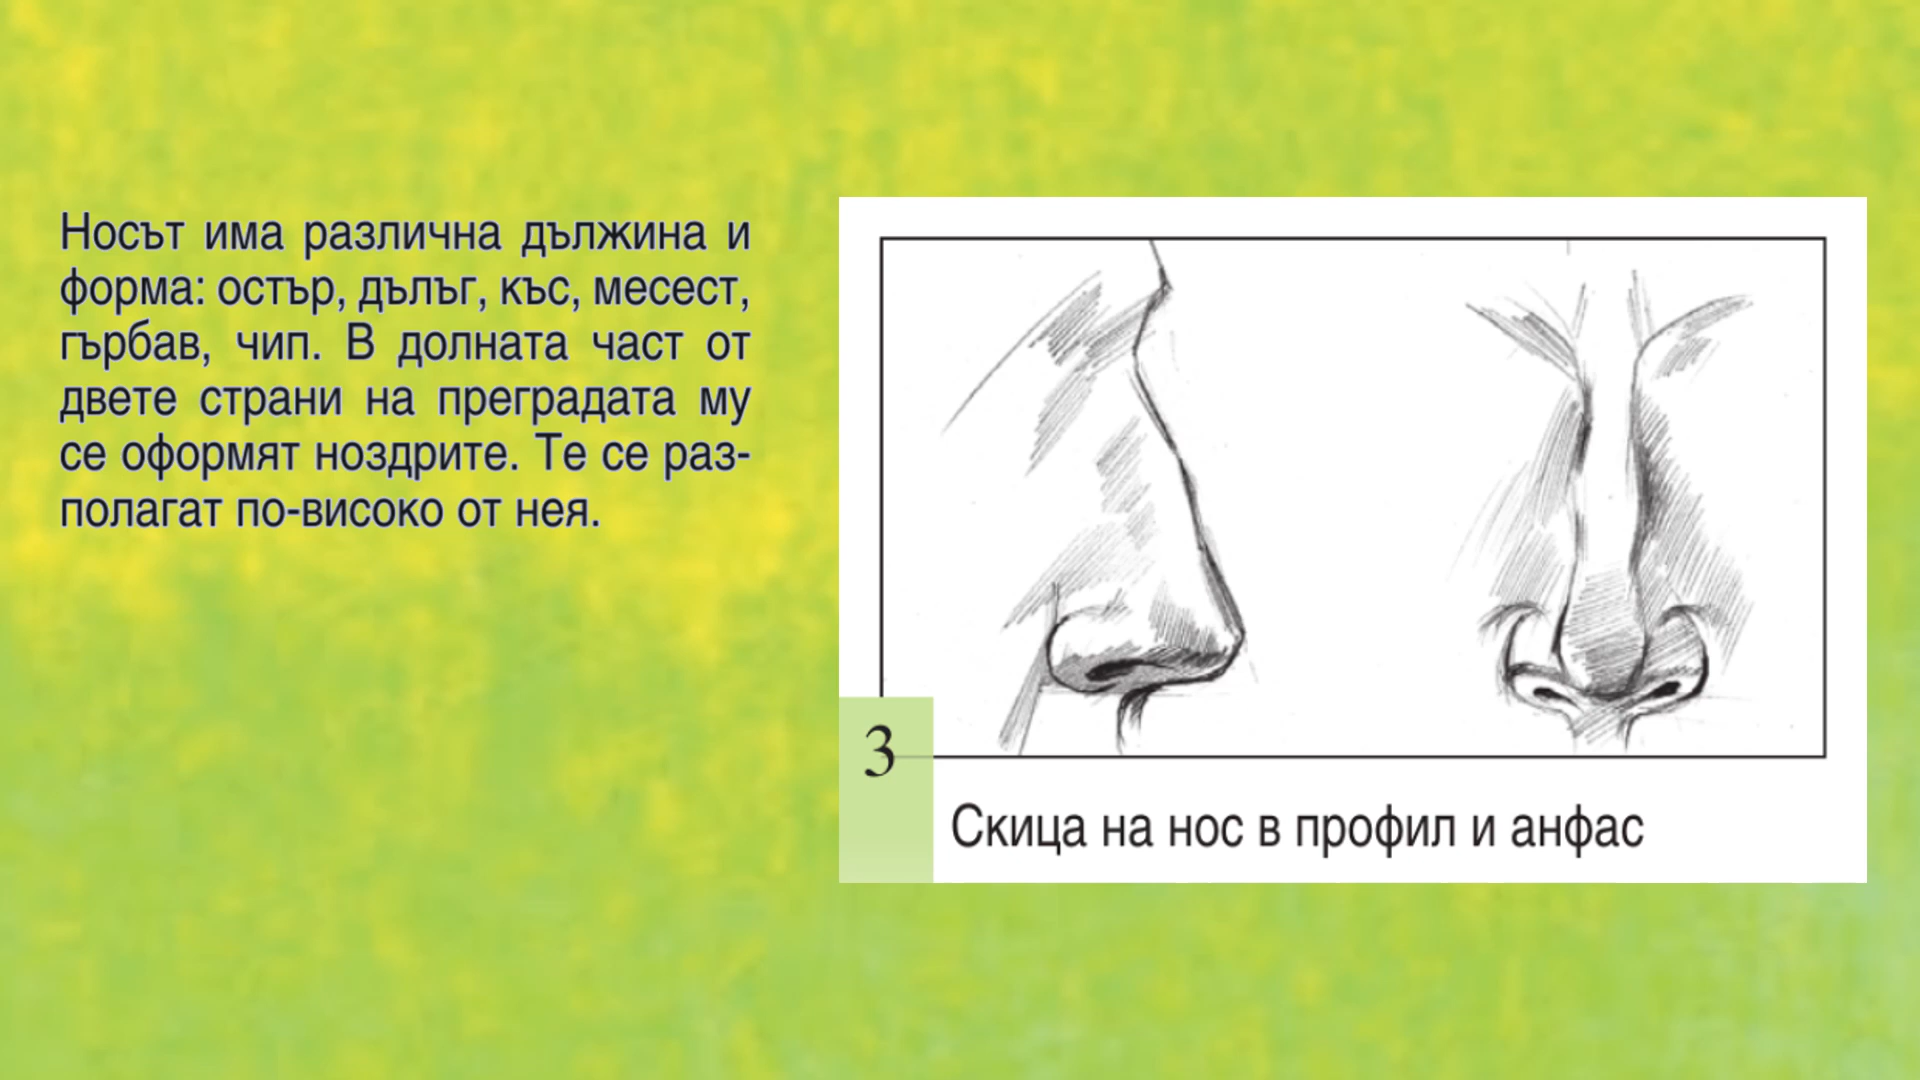 Носът има различна дължина и
форма: остър, дълъг, къс, месест,
гърбав, чип. В долната част от
двете страни на преградата му
се оформят ноздрите. Те се раз-
полагат по-високо от нея.
3
Скица на нос в профил и анфас